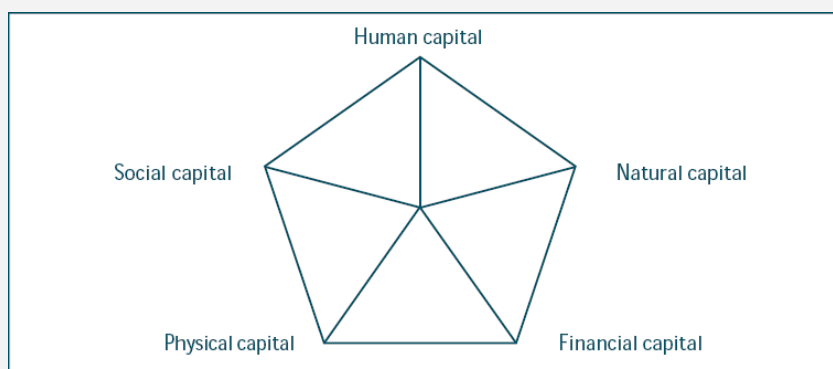 Human capital
Social capital
Natural capital
Physical capital
Financial capital